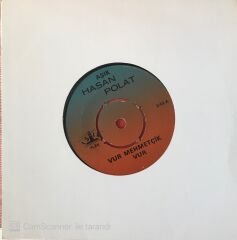 AŞIK
HASAN
POLAT
VUR MEHMETÇİK
VUR
CamScanner ile tarandı